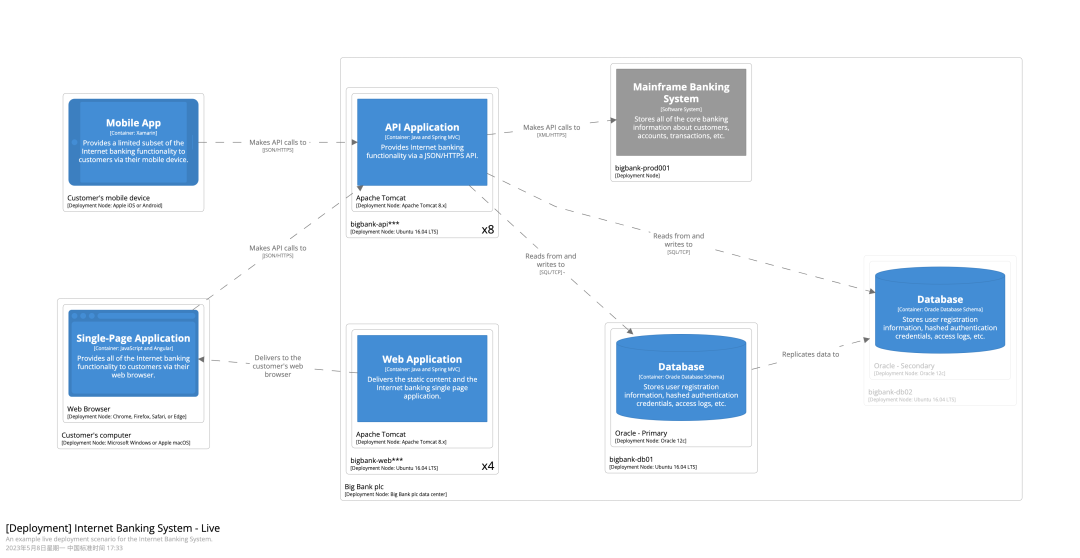 Mobile App
[Container: Xamarin]
Provides a limited subset of the
Internet banking functionality to
customers via their mobile device.
Customer's mobile device
[Deployment Node: Apple iOS or Android]
Makes API calls to
[JSON/HTTPS]
API Application
[Container: Java and Spring MVC]
Provides Internet banking
functionality via a JSON/HTTPS API.
Apache Tomcat
[Deployment Node: Apache Tomcat 8.x]
bigbank-api***
[Deployment Node: Ubuntu 16.04 LTS]
x8
Makes API calls to
[XML/HTTPS]
Mainframe Banking
System
[Software System]
Stores all of the core banking
information about customers,
accounts, transactions, etc.
bigbank-prod001
[Deployment Node]
Makes API calls to
[JSON/HTTPS]
Reads from and
writes to
[SQL/TCP]
Reads from and
writes to
[SQL/TCP]
Single-Page Application
[Container: JavaScript and Angular]
Provides all of the Internet banking
functionality to customers via their
web browser.
Web Browser
[Deployment Node: Chrome, Firefox, Safari, or Edge]
Customer's computer
[Deployment Node: Microsoft Windows or Apple macOS]
Delivers to the
customer's web
browser
Web Application
[Container: Java and Spring MVC]
Delivers the static content and the
Internet banking single page
application.
Apache Tomcat
[Deployment Node: Apache Tomcat 8.x]
bigbank-web***
[Deployment Node: Ubuntu 16.04 LTS]
x4
Database
[Container: Oracle Database Schema]
Stores user registration
information, hashed authentication
credentials, access logs, etc.
Oracle - Primary
[Deployment Node: Oracle 12c]
bigbank-db01
[Deployment Node: Ubuntu 16.04 LTS]
Replicates data to
Database
[Container: Oracle Database Schema]
Stores user registration
information, hashed authentication
credentials, access logs, etc.
Oracle - Secondary
[Deployment Node: Oracle 12c]
bigbank-db02
[Deployment Node: Ubuntu 16.04 LTS]
Big Bank plc
[Deployment Node: Big Bank plc data center]
[Deployment] Internet Banking System - Live
An example live deployment scenario for the Internet Banking System.
2023年5月8日星期一 中国标准时间 17:33